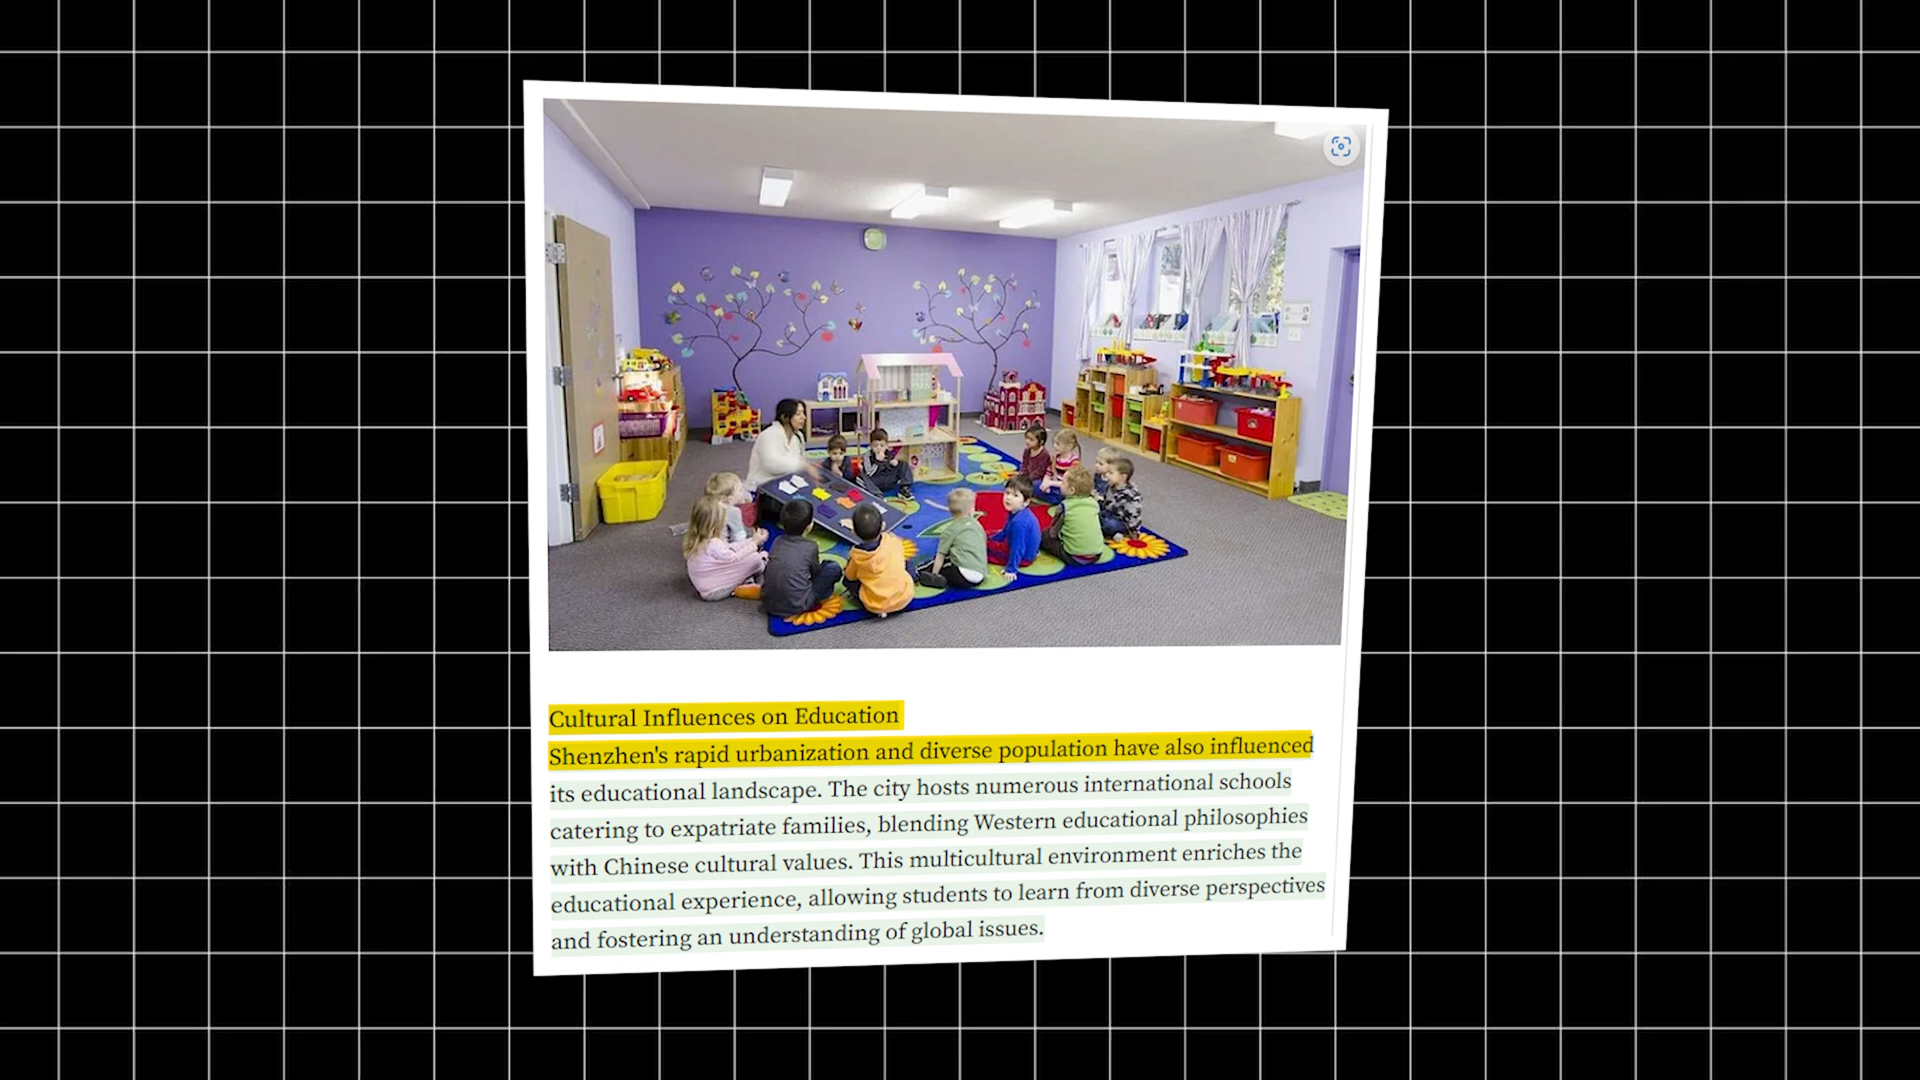 Cultural Influences on Education
Shenzhen's rapid urbanization and diverse population have also influenced
its educational landscape. The city hosts numerous international schools
catering to expatriate families, blending Western educational philosophies
with Chinese cultural values. This multicultural environment enriches the
educational experience, allowing students to learn from diverse perspectives
and fostering an understanding of global issues.